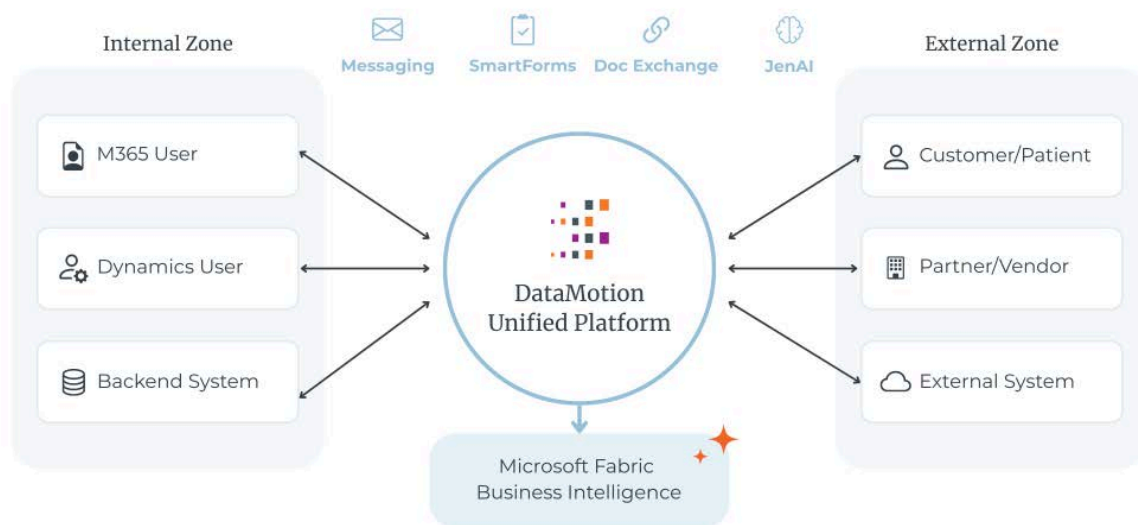 Internal Zone
Messaging
SmartForms
Doc Exchange
JenAI
External Zone
M365 User
Dynamics User
Backend System
DataMotion
Unified Platform
Customer/Patient
Partner/Vendor
External System
Microsoft Fabric
Business Intelligence